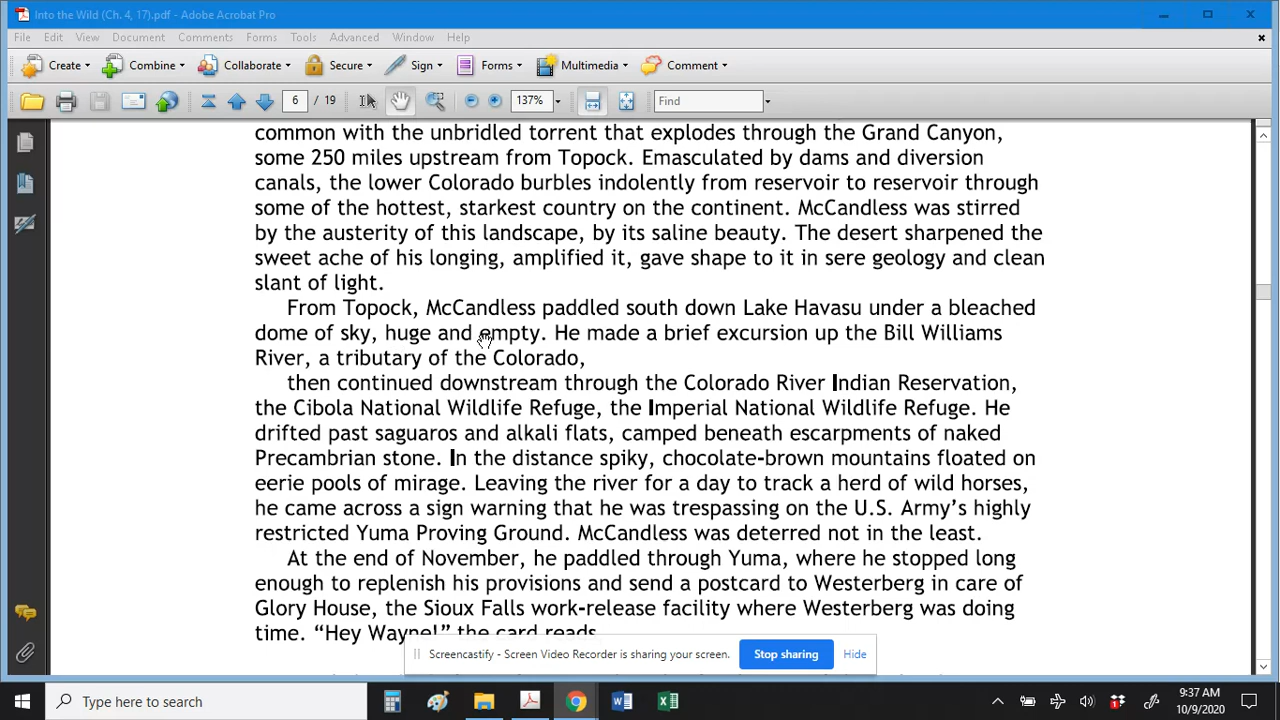 Into the Wild (Ch. 4, 17).pdf - Adobe Acrobat Pro
File Edit View Document Comments Forms Tools Advanced Window Help
Create Combine Collaborate Secure Sign Forms Multimedia Comment
6 / 19 137% Find
common with the unbridled torrent that explodes through the Grand Canyon,
some 250 miles upstream from Topock. Emasculated by dams and diversion
canals, the lower Colorado burbles indolently from reservoir to reservoir through
some of the hottest, starkest country on the continent. McCandless was stirred
by the austerity of this landscape, by its saline beauty. The desert sharpened the
sweet ache of his longing, amplified it, gave shape to it in sere geology and clean
slant of light.
From Topock, McCandless paddled south down Lake Havasu under a bleached
dome of sky, huge and empty. He made a brief excursion up the Bill Williams
River, a tributary of the Colorado,
then continued downstream through the Colorado River Indian Reservation,
the Cibola National Wildlife Refuge, the Imperial National Wildlife Refuge. He
drifted past saguaros and alkali flats, camped beneath escarpments of naked
Precambrian stone. In the distance spiky, chocolate-brown mountains floated on
eerie pools of mirage. Leaving the river for a day to track a herd of wild horses,
he came across a sign warning that he was trespassing on the U.S. Army's highly
restricted Yuma Proving Ground. McCandless was deterred not in the least.
At the end of November, he paddled through Yuma, where he stopped long
enough to replenish his provisions and send a postcard to Westerberg in care of
Glory House, the Sioux Falls work-release facility where Westerberg was doing
time. "Hey Wayne!" the card reads
Screencastify - Screen Video Recorder is sharing your screen. Stop sharing Hide
Type here to search
9:37 AM
10/9/2020